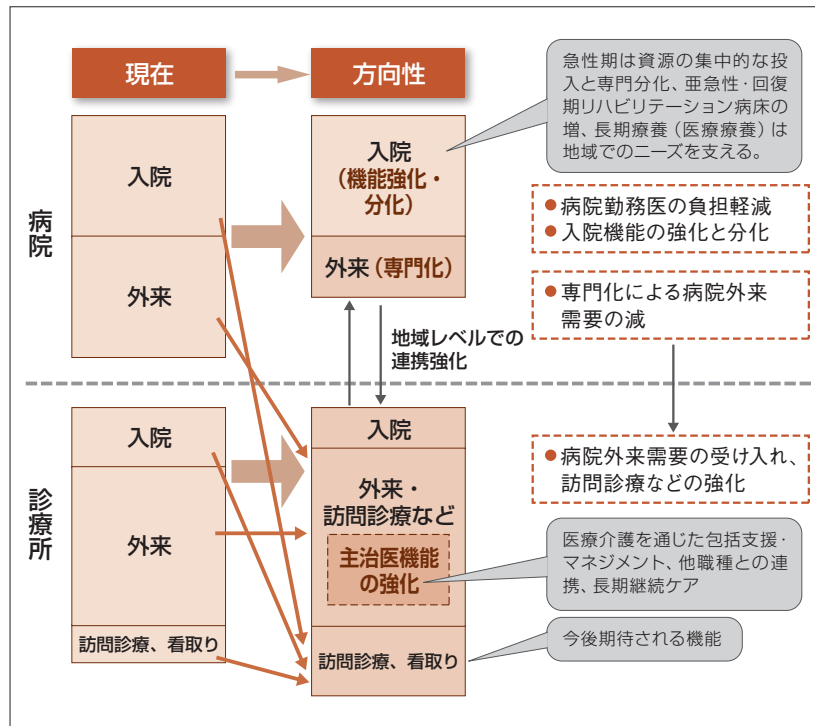 現在
方向性
急性期は資源の集中的な投
入と専門分化、亜急性・回復
期リハビリテーション病床の
増、長期療養（医療療養）は
地域でのニーズを支える。
病院
入院
外来
入院
（機能強化・
分化）
外来（専門化）
●病院勤務医の負担軽減
●入院機能の強化と分化
●専門化による病院外来
需要の減
地域レベルでの
連携強化
診療所
入院
外来
訪問診療、看取り
入院
外来・
訪問診療など
主治医機能
の強化
訪問診療、看取り
●病院外来需要の受け入れ、
訪問診療などの強化
医療介護を通じた包括支援・
マネジメント、他職種との連
携、長期継続ケア
今後期待される機能